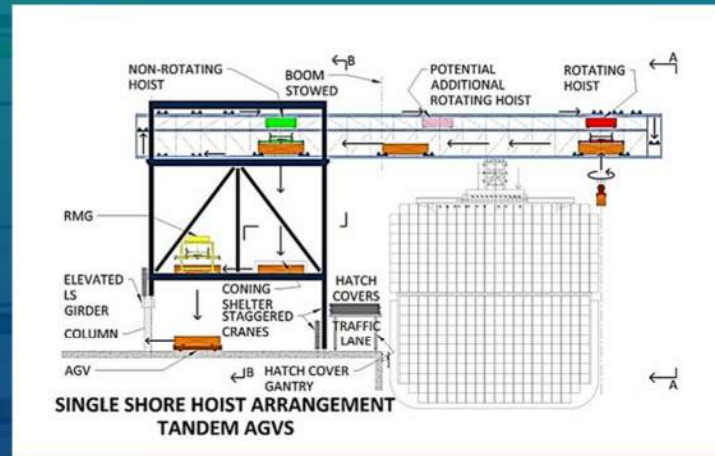 B
A
NON-ROTATING
HOIST
BOOM
STOWED
POTENTIAL
ADDITIONAL
ROTATING HOIST
ROTATING
HOIST
RMG
ELEVATED
LS
GIRDER
COLUMN
AGV
CONING
SHELTER
STAGGERED
CRANES
HATCH
COVERS
TRAFFIC
LANE
B
HATCH COVER
GANTRY
A
SINGLE SHORE HOIST ARRANGEMENT
TANDEM AGVS